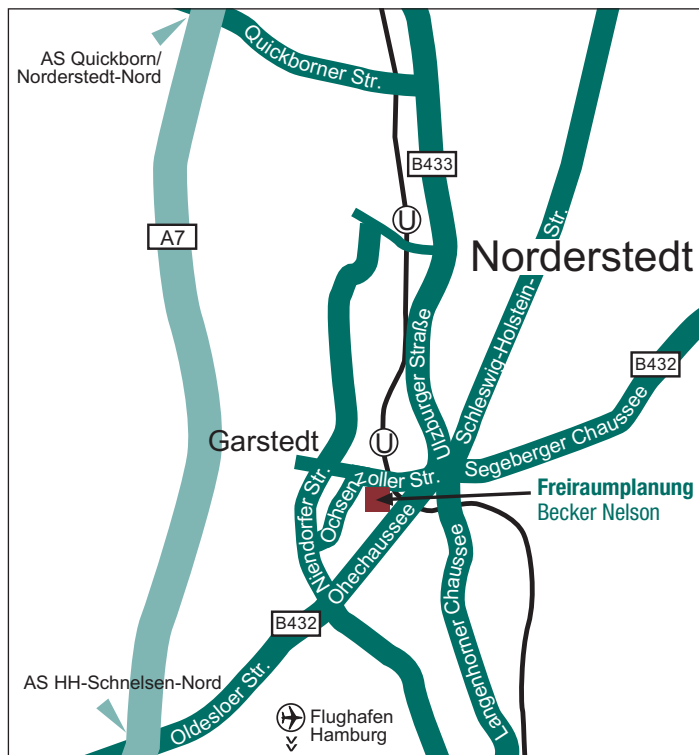 AS Quickborn/
Norderstedt-Nord
Quickborner Str.
B433
U
A7
Norderstedt
Schleswig-Holstein-Str.
Ulzburger Straße
B432
Garstedt
U
Segeberger Chaussee
Zoller Str.
Ochsen
Niendorfer Str.
Freiraumplanung
Becker Nelson
Ohechaussee
Langenhorner Chaussee
B432
AS HH-Schnelsen-Nord
Oldesloer Str.
Flughafen
Hamburg